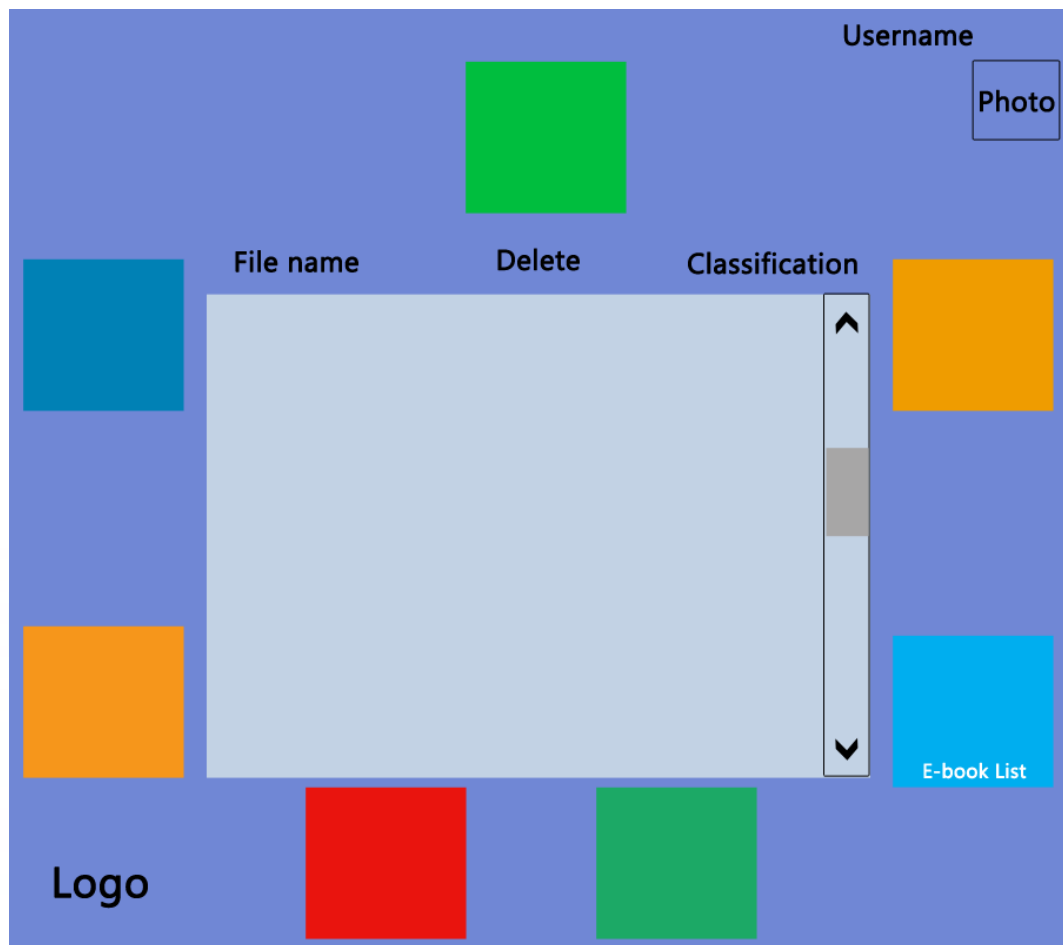 Username
Photo
File name
Delete
Classification
E-book List
Logo